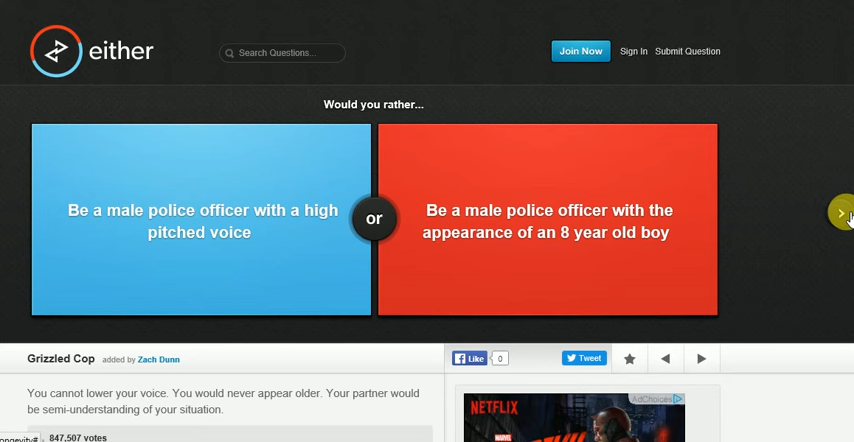 either
Search Questions...
Join Now
Sign In
Submit Question
Would you rather...
Be a male police officer with a high
pitched voice
or
Be a male police officer with the
appearance of an 8 year old boy
Grizzled Cop added by Zach Dunn
Like
0
Tweet
You cannot lower your voice. You would never appear older. Your partner would
be semi-understanding of your situation.
847,507 votes
AdChoices
NETFLIX
MARVEL